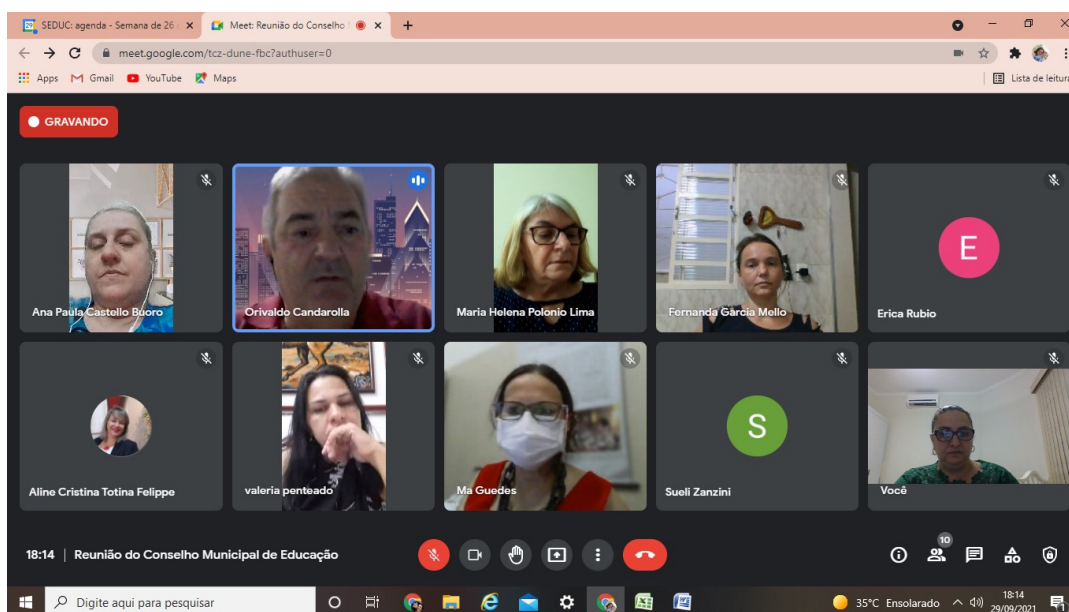 SEDUC: agenda - Semana de 26
Meet: Reunião do Conselho
meet.google.com/tcz-dune-fbc?authuser=0
Apps Gmail YouTube Maps
Lista de leitura
GRAVANDO
Ana Paula Castello Buoro
Orivaldo Candarolla
Maria Helena Polonio Lima
Fernanda Garcia Mello
E
Erica Rubio
Aline Cristina Totina Felippe
valeria penteado
Ma Guedes
S
Sueli Zanzini
Você
18:14 | Reunião do Conselho Municipal de Educação
10
Digite aqui para pesquisar
35°C Ensolarado
18:14
29/09/2021